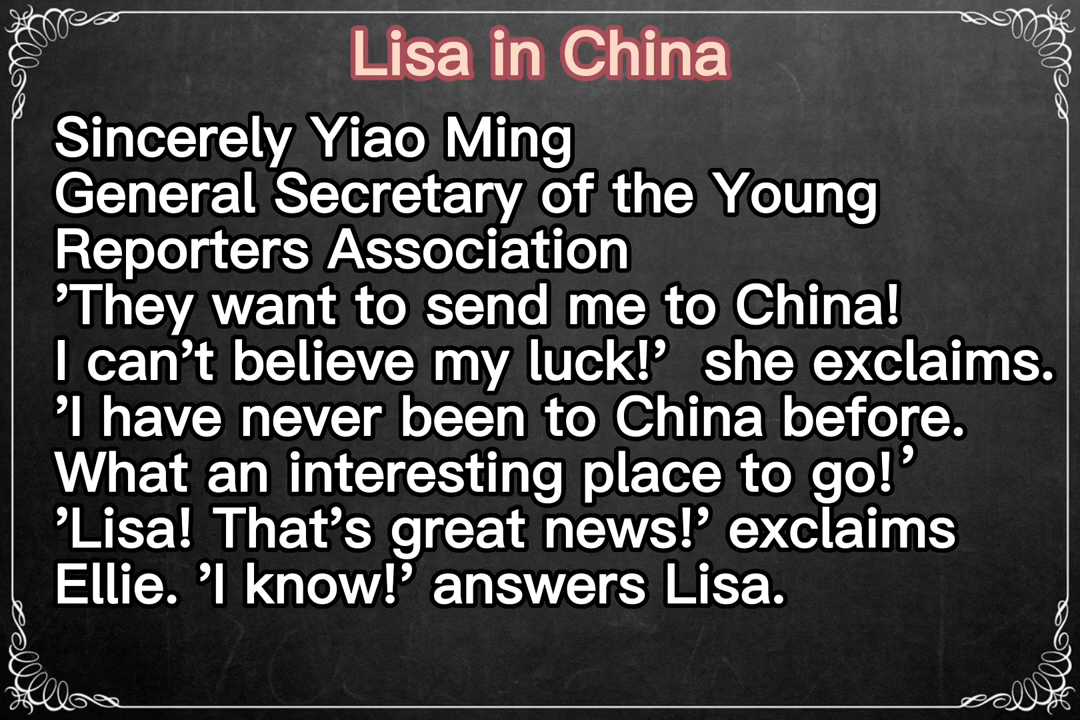 Lisa in China
Sincerely Yiao Ming
General Secretary of the Young
Reporters Association
’They want to send me to China!
I can’t believe my luck!’ she exclaims.
’I have never been to China before.
What an interesting place to go!’
’Lisa! That’s great news!’ exclaims
Ellie. ’I know!’ answers Lisa.